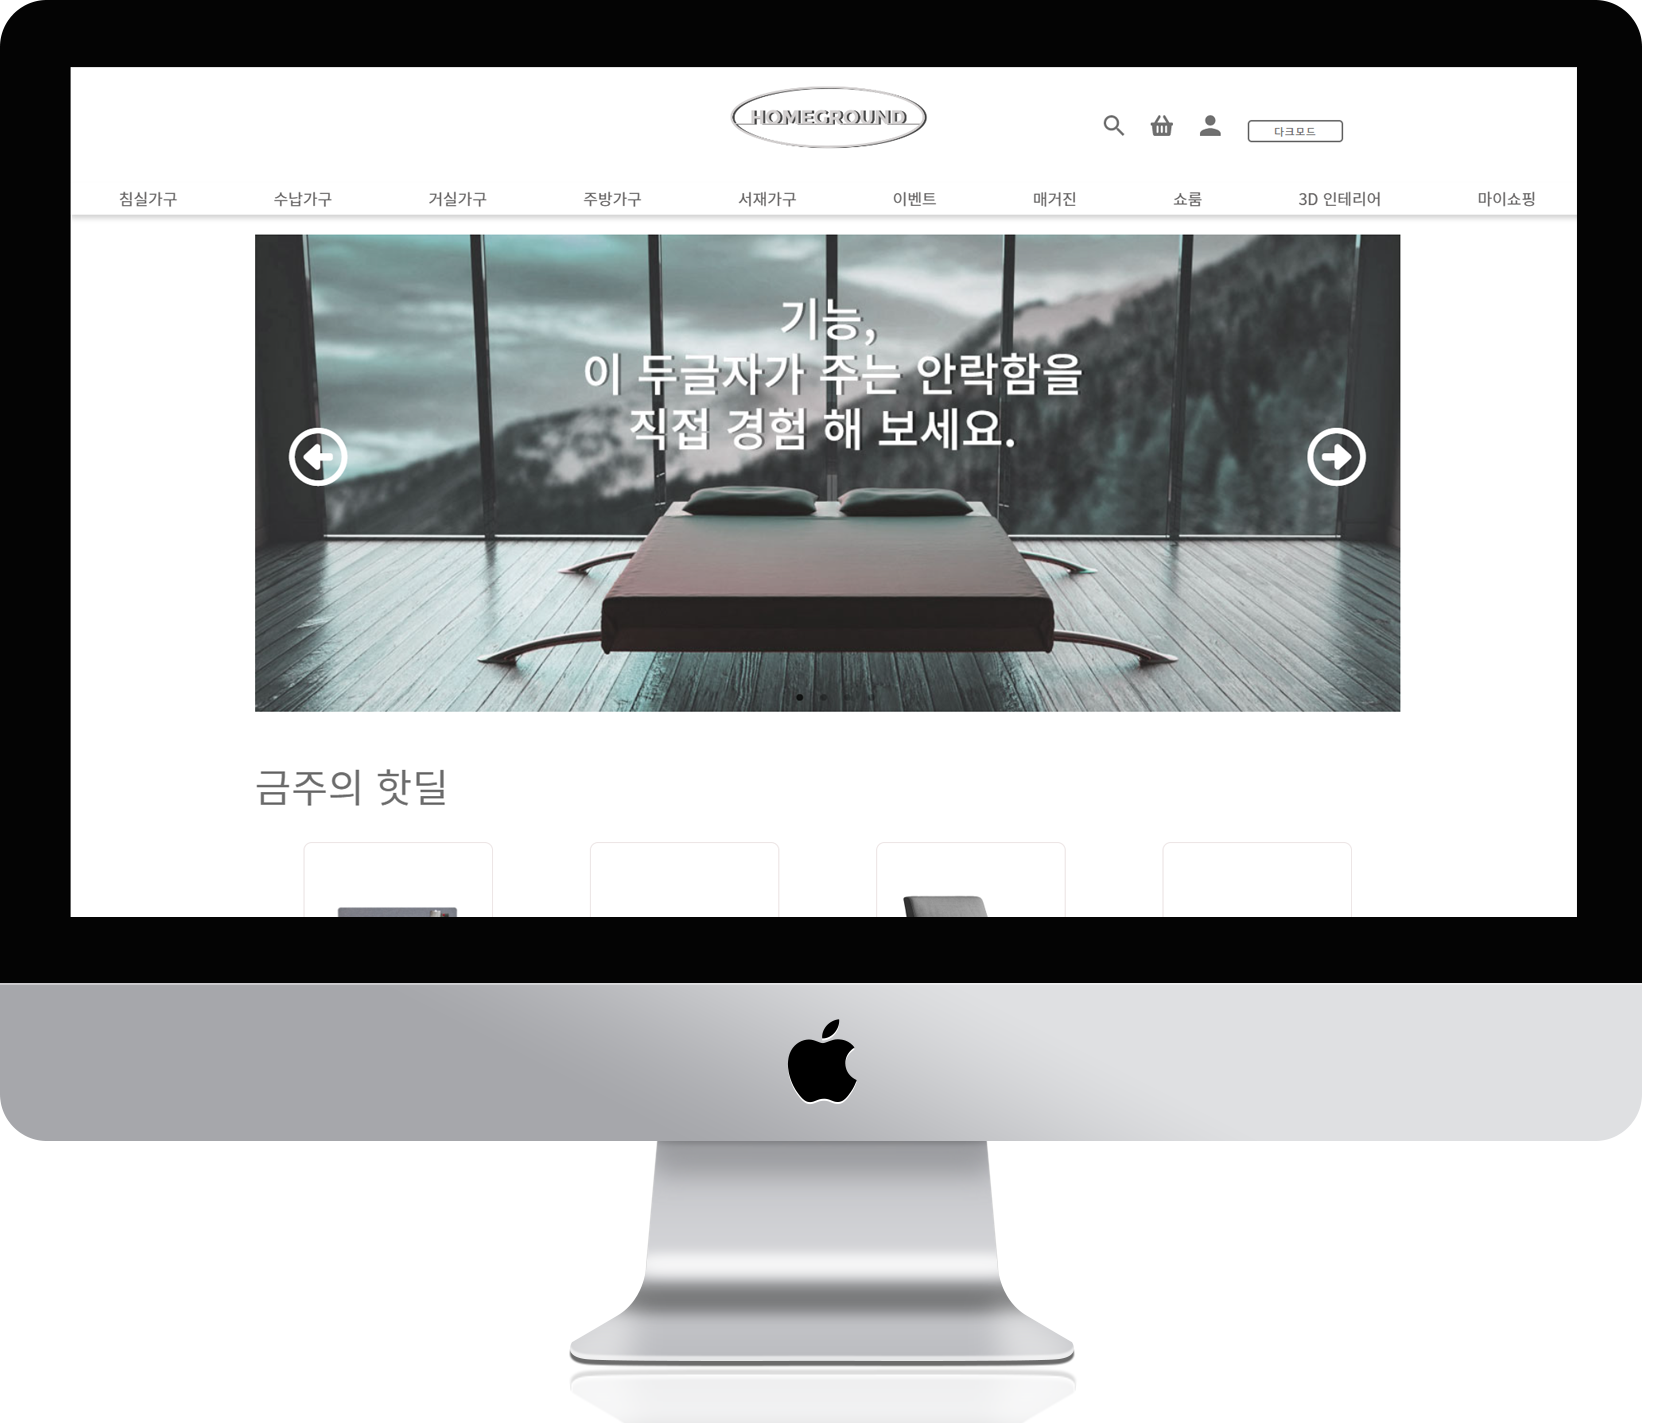 HOMEGROUND
다크모드
침실가구 수납가구 거실가구 주방가구 서재가구 이벤트 매거진 쇼룸 3D 인테리어 마이쇼핑
기능,
이 두글자가 주는 안락함을
직접 경험 해 보세요.
금주의 핫딜